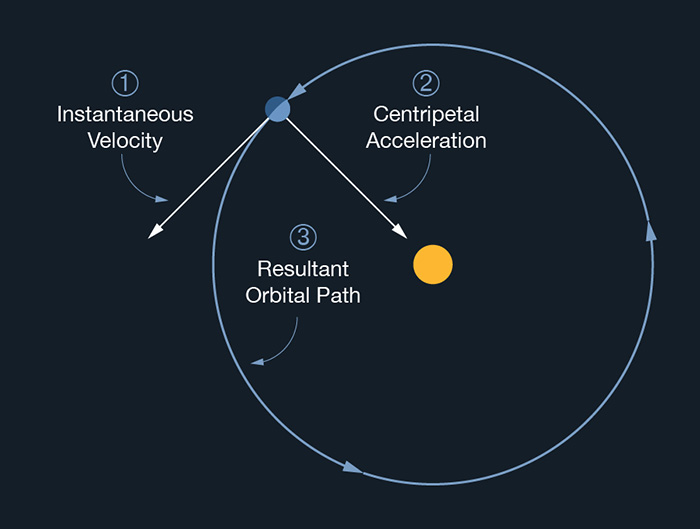 ①
Instantaneous
Velocity
②
Centripetal
Acceleration
③
Resultant
Orbital Path